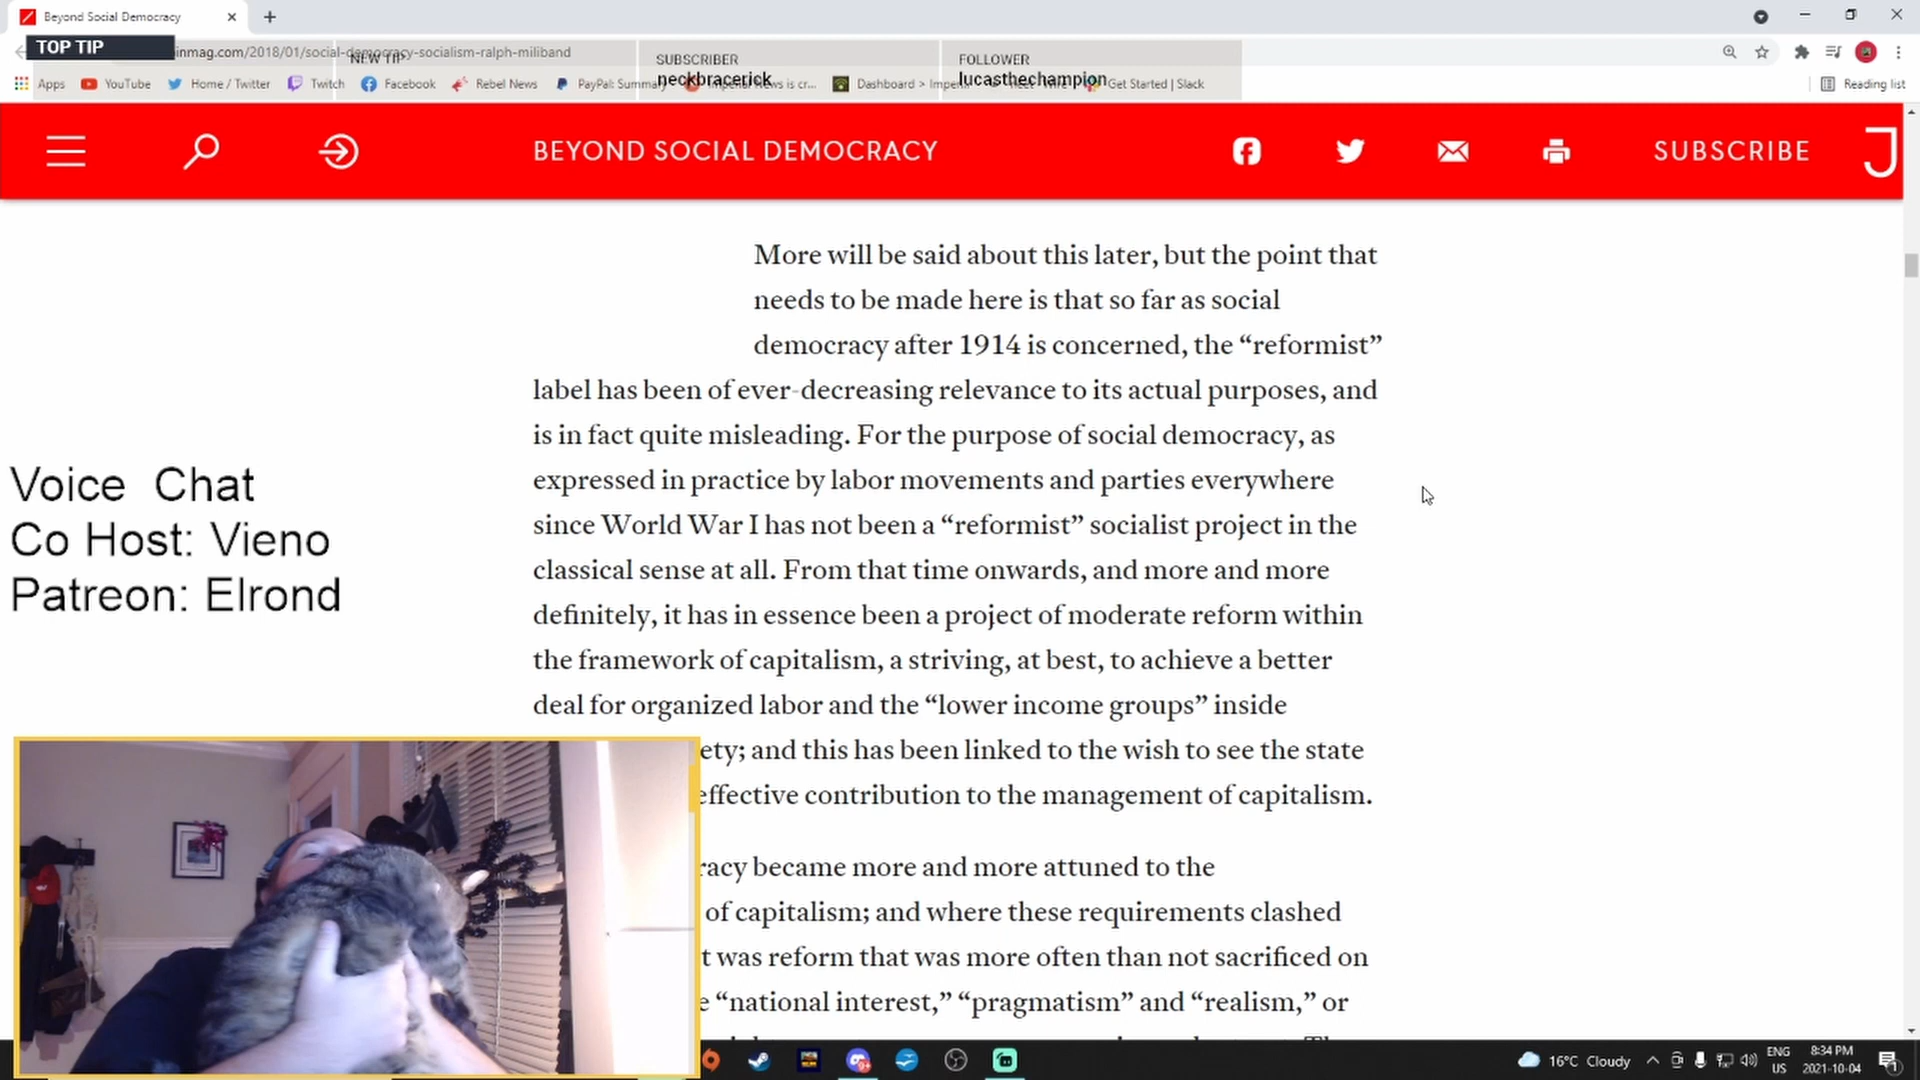 Beyond Social Democracy
TOP TIP
inmag.com/2018/01/social-democracy-socialism-ralph-miliband
NEW TIP
SUBSCRIBER
neckbracerick
FOLLOWER
lucasthechampion
Apps
YouTube
Home / Twitter
Twitch
Facebook
Rebel News
PayPal: Summary
Imperial News is cr...
Dashboard > Imper...
Get Started | Slack
Reading list
BEYOND SOCIAL DEMOCRACY
SUBSCRIBE
J
More will be said about this later, but the point that
needs to be made here is that so far as social
democracy after 1914 is concerned, the “reformist”
label has been of ever-decreasing relevance to its actual purposes, and
is in fact quite misleading. For the purpose of social democracy, as
expressed in practice by labor movements and parties everywhere
since World War I has not been a “reformist” socialist project in the
classical sense at all. From that time onwards, and more and more
definitely, it has in essence been a project of moderate reform within
the framework of capitalism, a striving, at best, to achieve a better
deal for organized labor and the “lower income groups” inside
ety; and this has been linked to the wish to see the state
effective contribution to the management of capitalism.
racy became more and more attuned to the
of capitalism; and where these requirements clashed
t was reform that was more often than not sacrificed on
e “national interest,” “pragmatism” and “realism,” or
Voice Chat
Co Host: Vieno
Patreon: Elrond
16°C Cloudy
ENG
US
8:34 PM
2021-10-04